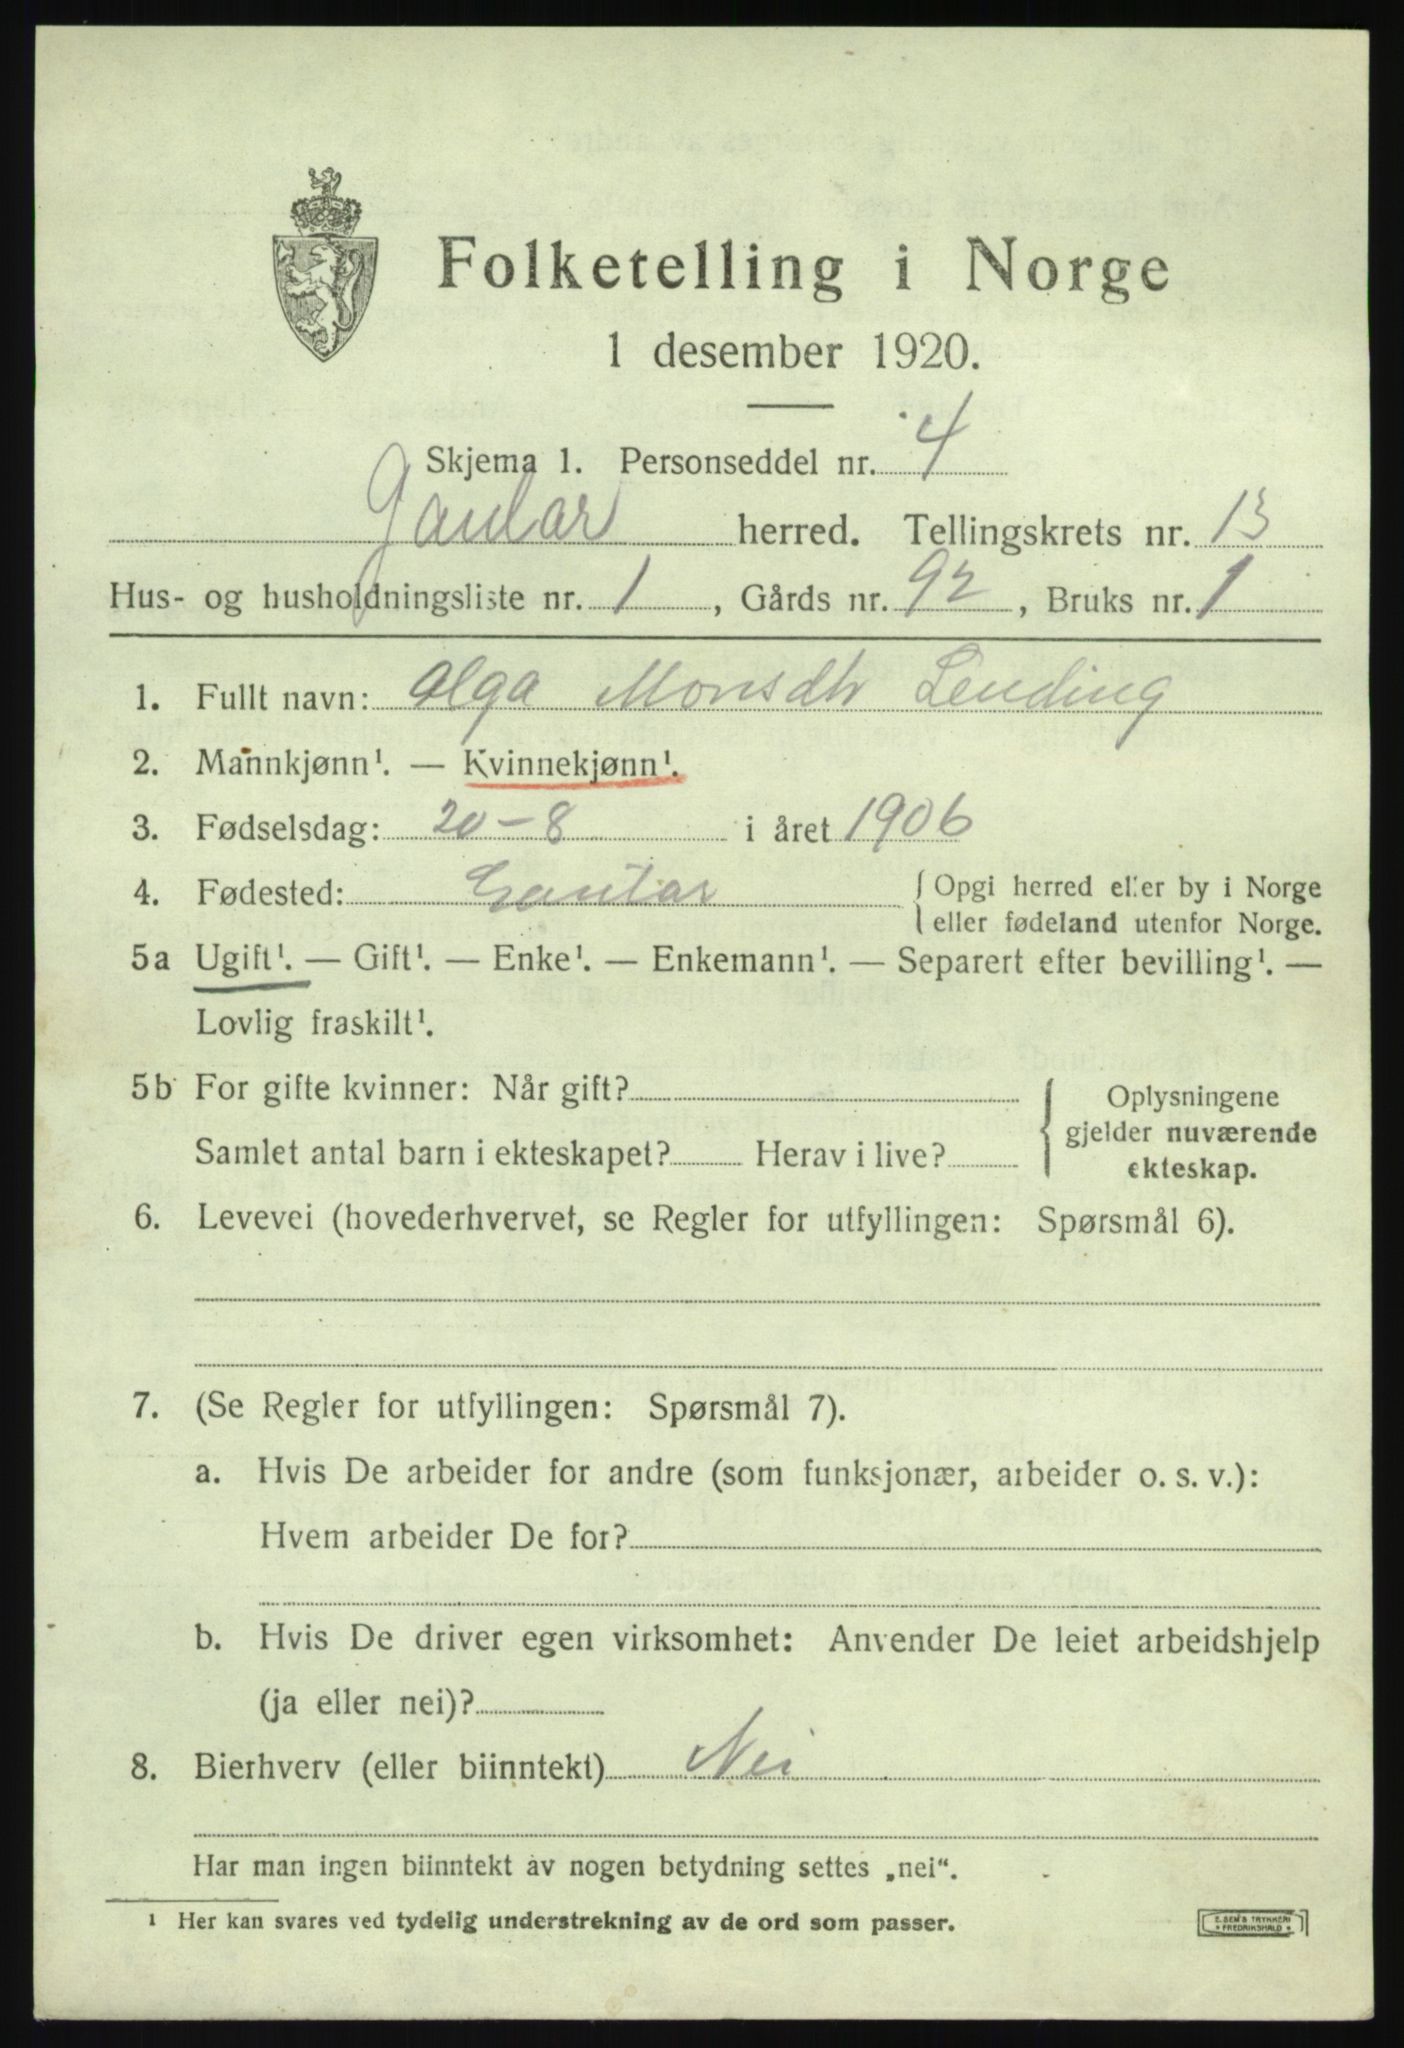 Folketelling i Norge
1 desember 1920.
Skjema 1. Personseddel nr. 4
Gaular herred. Tellingskrets nr. 13
Hus- og husholdningsliste nr. 1, Gårds nr. 92, Bruks nr. 1
1. Fullt navn: Olga Monsdtr Lending
2. Mannkjønn¹. — Kvinnekjønn¹.
3. Fødselsdag: 20-8 i året 1906
4. Fødested: Gaular { Opgi herred eller by i Norge
eller fødeland utenfor Norge.
5a Ugift¹. — Gift¹. — Enke¹. — Enkemann¹. — Separert efter bevilling¹. —
Lovlig fraskilt¹.
5b For gifte kvinner: Når gift?
Samlet antal barn i ekteskapet? Herav i live?
{ Oplysningene
gjelder nuværende
ekteskap.
6. Levevei (hovederhvervet, se Regler for utfyllingen: Spørsmål 6).
7. (Se Regler for utfyllingen: Spørsmål 7).
a. Hvis De arbeider for andre (som funksjonær, arbeider o. s. v.):
Hvem arbeider De for?
b. Hvis De driver egen virksomhet: Anvender De leiet arbeidshjelp
(ja eller nei)?
8. Bierhverv (eller biinntekt) Nei
Har man ingen biinntekt av nogen betydning settes „nei“.
¹ Her kan svares ved tydelig understrekning av de ord som passer.
E. SEM'S TRYKKERI
* FREDRIKSHALD *